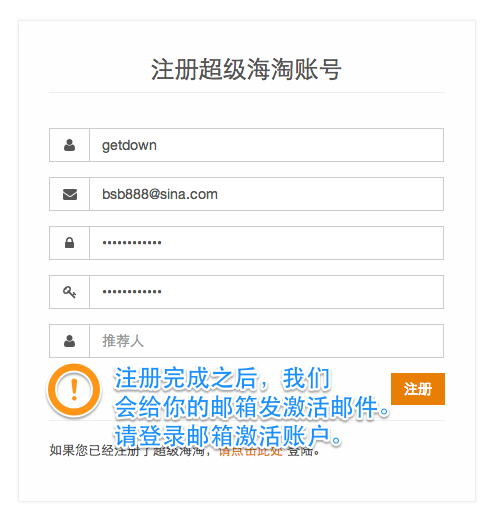 注册超级海淘账号
getdown
bsb888@sina.com
••••••••••••
••••••••••••
推荐人
注册完成之后，我们
会给你的邮箱发激活邮件。
请登录邮箱激活账户。
注册
如果您已经注册了超级海淘，请点击此处 登陆。